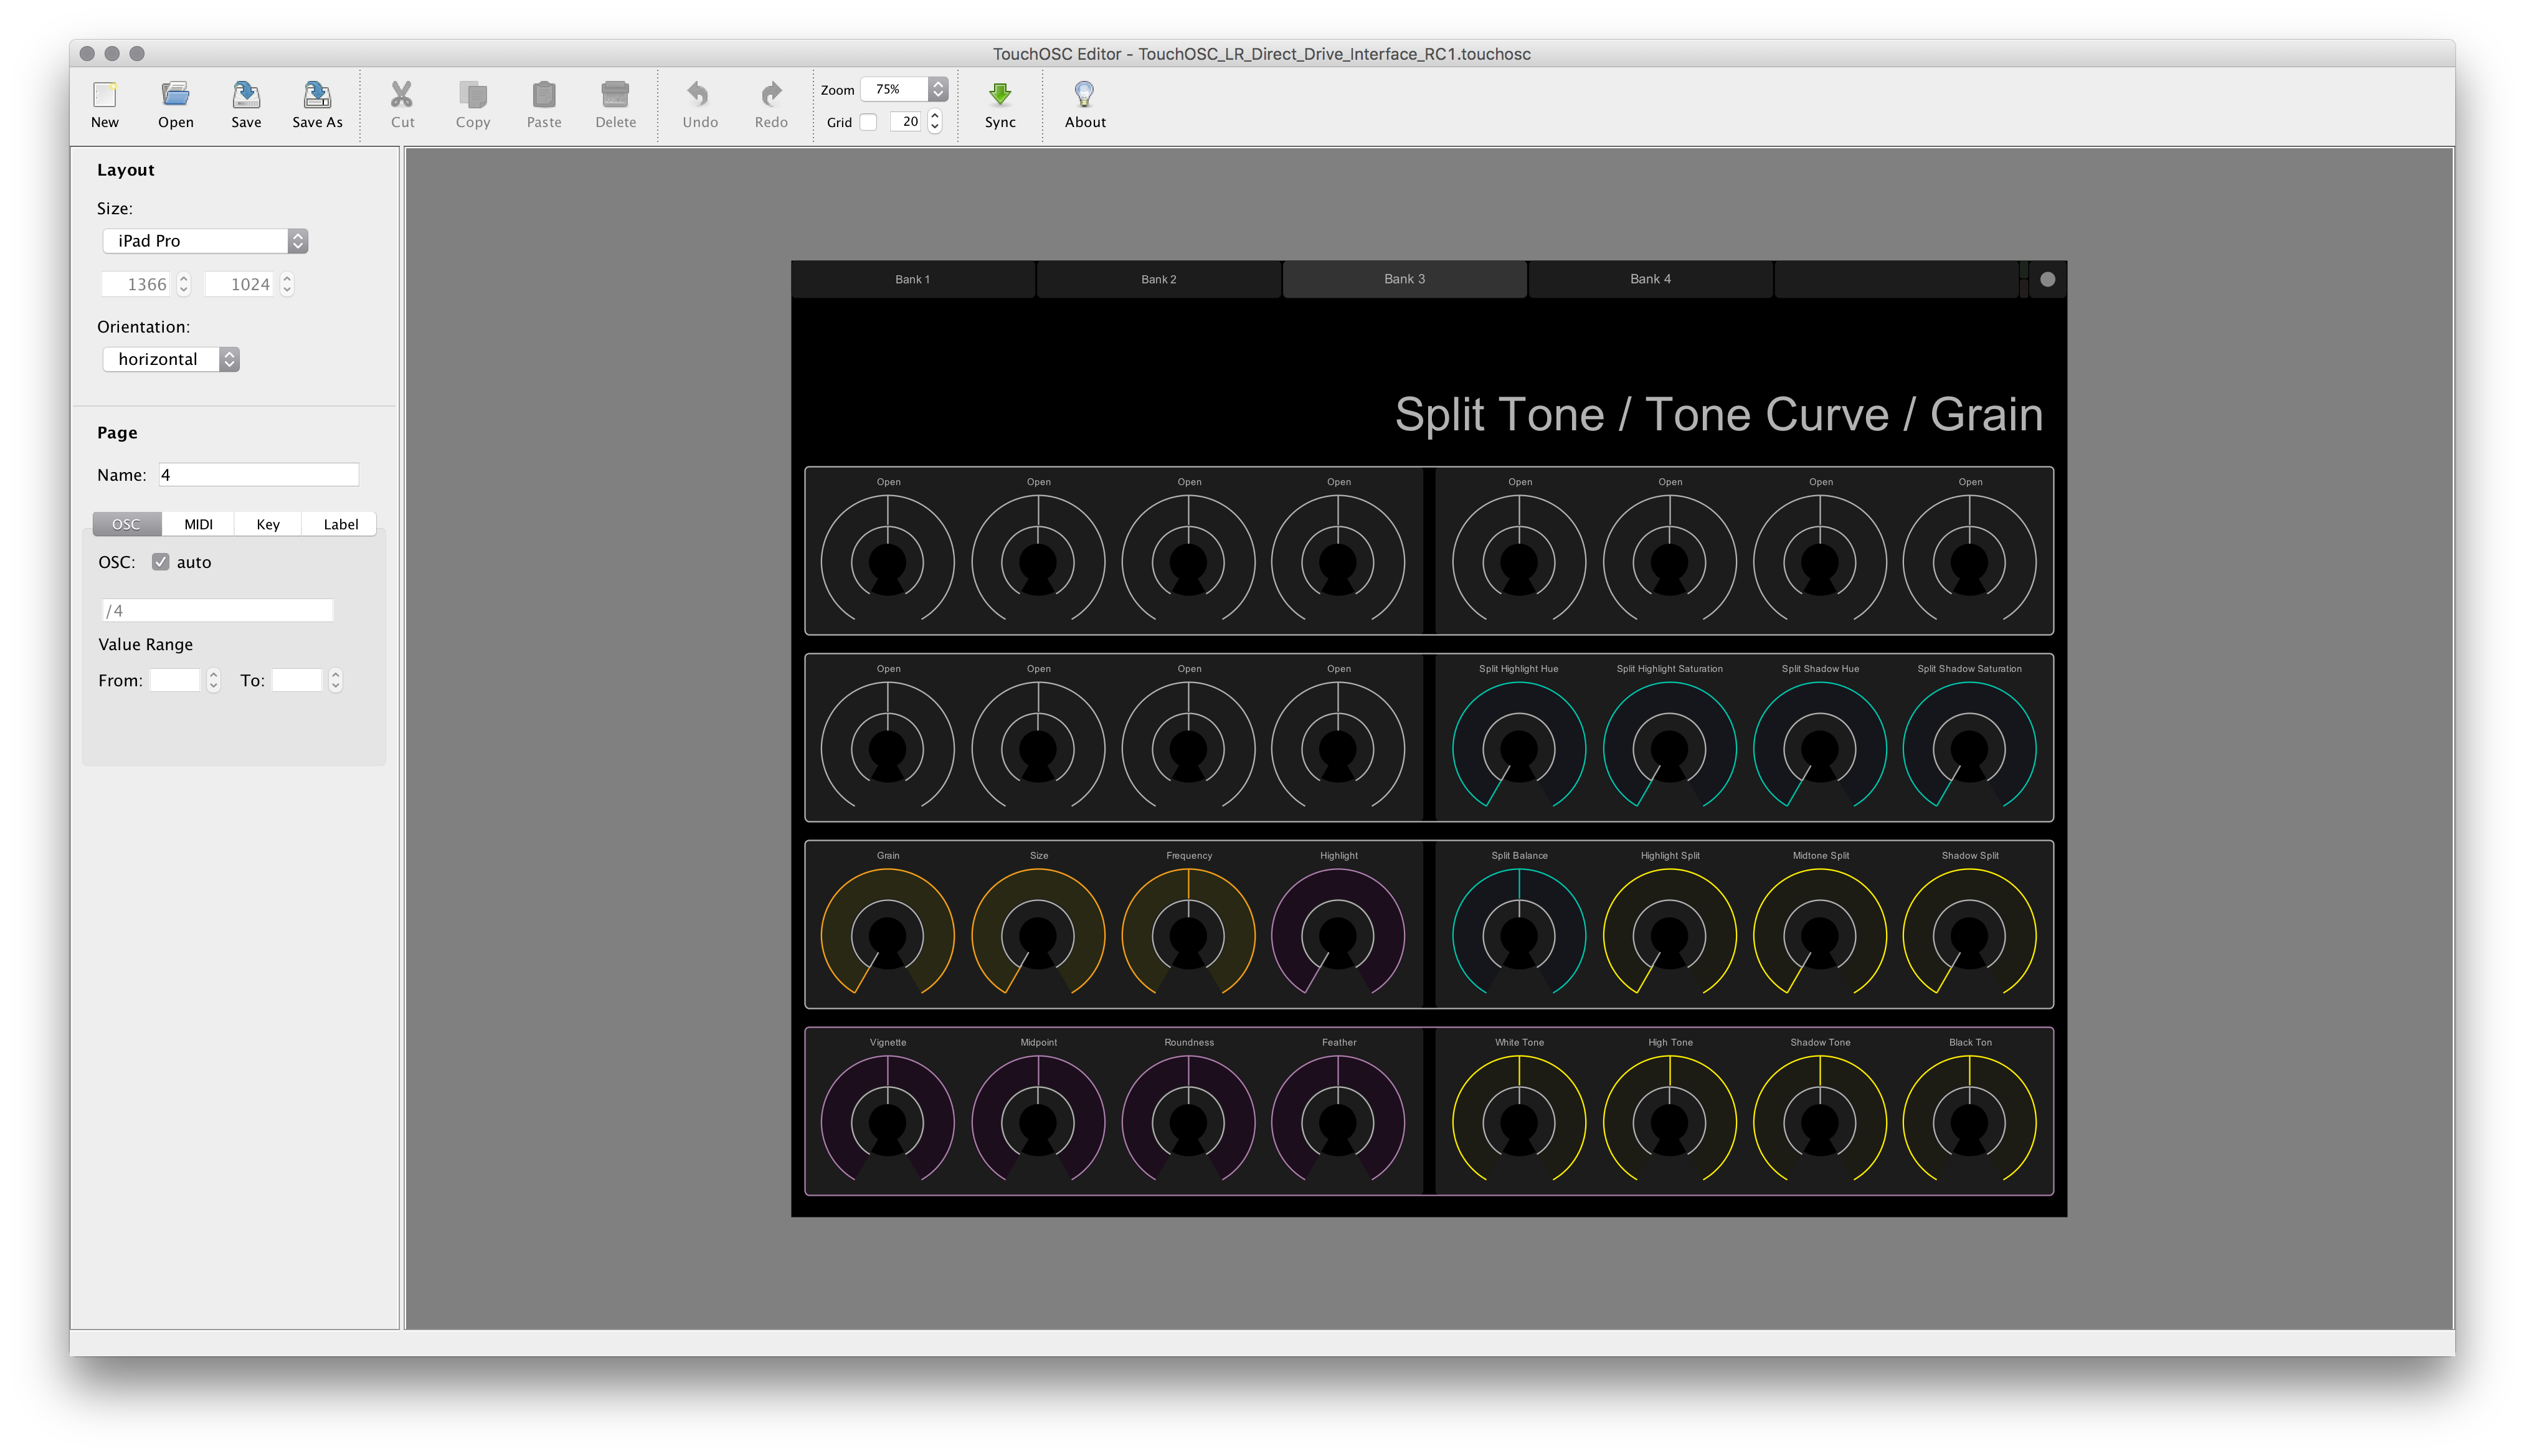 TouchOSC Editor - TouchOSC_LR_Direct_Drive_Interface_RC1.touchosc
New Open Save Save As Cut Copy Paste Delete Undo Redo Zoom 75% Sync About
Grid 20
Layout
Size:
iPad Pro
1366 1024
Orientation:
horizontal
Page
Name: 4
OSC MIDI Key Label
OSC: auto
/4
Value Range
From: To:
Bank 1 Bank 2 Bank 3 Bank 4
Split Tone / Tone Curve / Grain
Open Open Open Open Open Open Open Open
Open Open Open Open Split Highlight Hue Split Highlight Saturation Split Shadow Hue Split Shadow Saturation
Grain Size Frequency Highlight Split Balance Highlight Split Midtone Split Shadow Split
Vignette Midpoint Roundness Feather White Tone High Tone Shadow Tone Black Ton